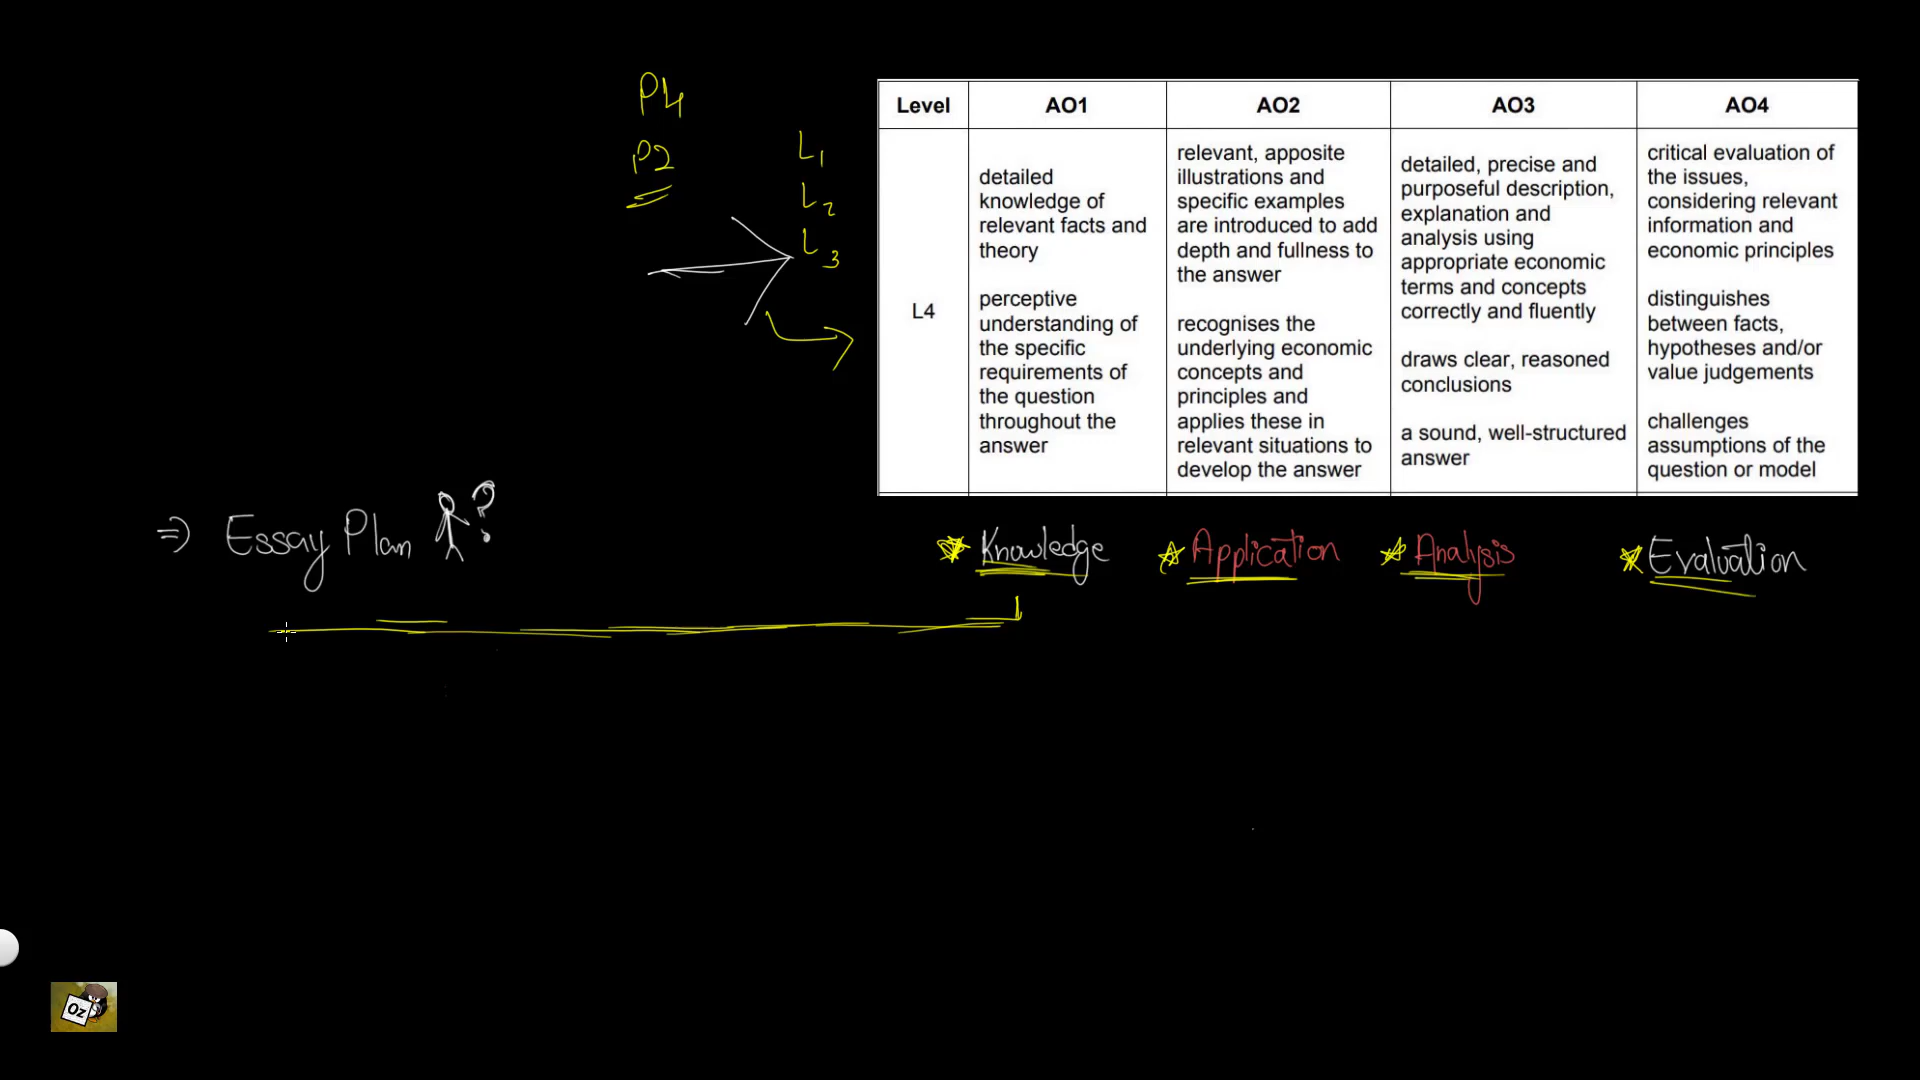 P4
P2
L1
L2
L3
Level AO1 AO2 AO3 AO4
L4
detailed
knowledge of
relevant facts and
theory
perceptive
understanding of
the specific
requirements of
the question
throughout the
answer
relevant, apposite
illustrations and
specific examples
are introduced to add
depth and fullness to
the answer
recognises the
underlying economic
concepts and
principles and
applies these in
relevant situations to
develop the answer
detailed, precise and
purposeful description,
explanation and
analysis using
appropriate economic
terms and concepts
correctly and fluently
draws clear, reasoned
conclusions
a sound, well-structured
answer
critical evaluation of
the issues,
considering relevant
information and
economic principles
distinguishes
between facts,
hypotheses and/or
value judgements
challenges
assumptions of the
question or model
⇒ Essay Plan ?
Knowledge Application Analysis Evaluation
Oz